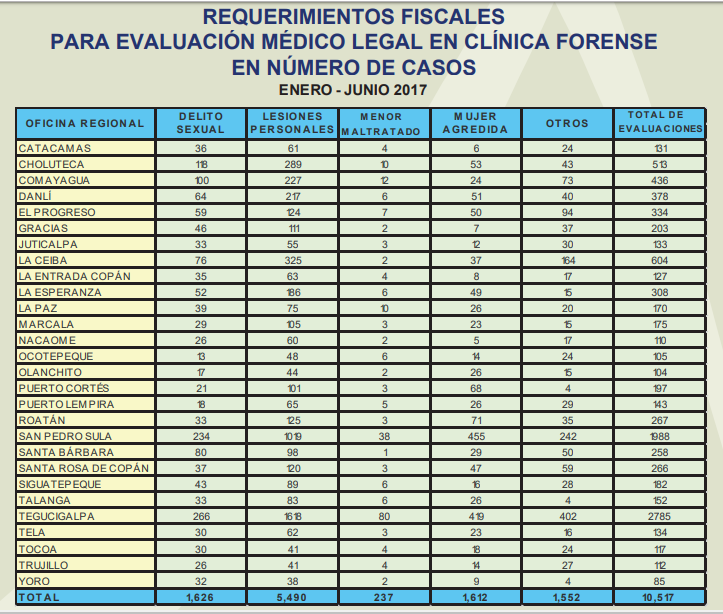 REQUERIMIENTOS FISCALES
PARA EVALUACIÓN MÉDICO LEGAL EN CLÍNICA FORENSE
EN NÚMERO DE CASOS
ENERO - JUNIO 2017
OFICINA REGIONAL DELITO SEXUAL LESIONES PERSONALES MENOR MALTRATADO MUJER AGREDIDA OTROS TOTAL DE EVALUACIONES
CATACAMAS 36 61 4 6 24 131
CHOLUTECA 118 289 10 53 43 513
COMAYAGUA 100 227 12 24 73 436
DANLÍ 64 217 6 51 40 378
EL PROGRESO 59 124 7 50 94 334
GRACIAS 46 111 2 7 37 203
JUTICALPA 33 55 3 12 30 133
LA CEIBA 76 325 2 37 164 604
LA ENTRADA COPÁN 35 63 4 8 17 127
LA ESPERANZA 52 186 6 49 15 308
LA PAZ 39 75 10 26 20 170
MARCALA 29 105 3 23 15 175
NACAOME 26 60 2 5 17 110
OCOTEPEQUE 13 48 6 14 24 105
OLANCHITO 17 44 2 26 15 104
PUERTO CORTÉS 21 101 3 68 4 197
PUERTO LEMPIRA 18 65 5 26 29 143
ROATÁN 33 125 3 71 35 267
SAN PEDRO SULA 234 1019 38 455 242 1988
SANTA BÁRBARA 80 98 1 29 50 258
SANTA ROSA DE COPÁN 37 120 3 47 59 266
SIGUATEPEQUE 43 89 6 16 28 182
TALANGA 33 83 6 26 4 152
TEGUCIGALPA 266 1618 80 419 402 2785
TELA 30 62 3 23 16 134
TOCOA 30 41 4 18 24 117
TRUJILLO 26 41 4 14 27 112
YORO 32 38 2 9 4 85
TOTAL 1,626 5,490 237 1,612 1,552 10,517